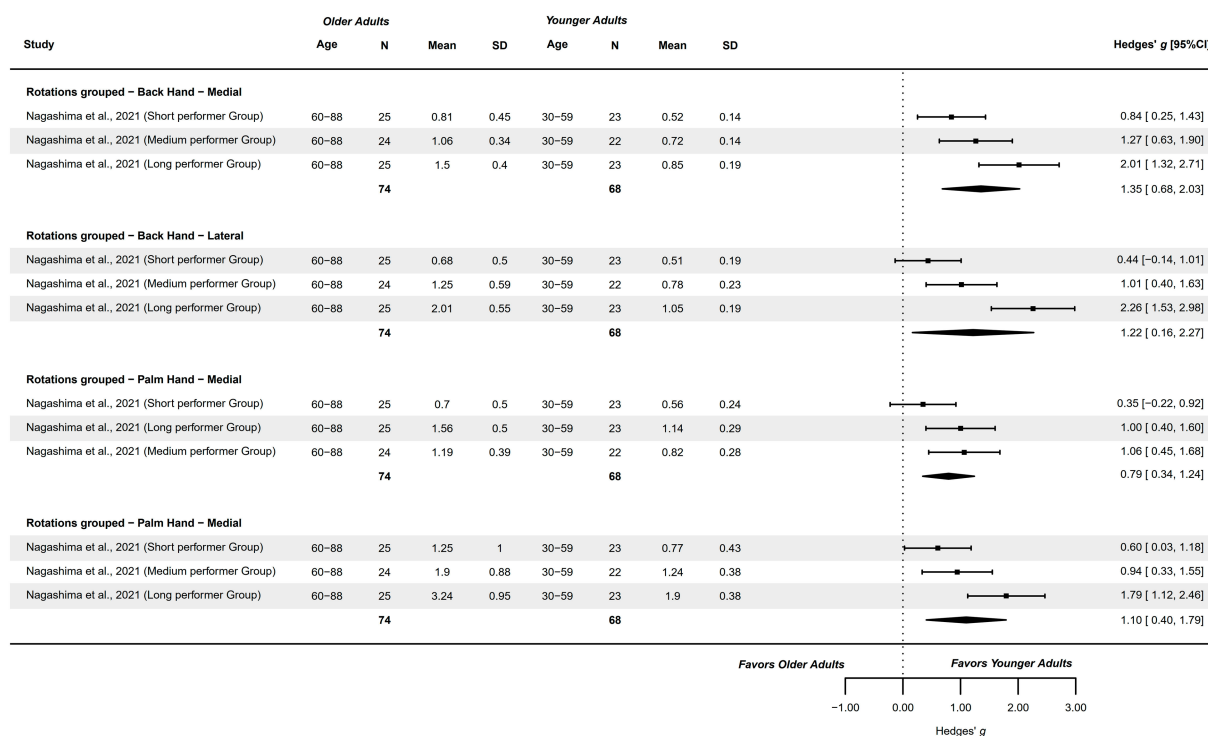 Older Adults Younger Adults
Study Age N Mean SD Age N Mean SD Hedges' g [95%CI]
Rotations grouped − Back Hand − Medial
Nagashima et al., 2021 (Short performer Group) 60−88 25 0.81 0.45 30−59 23 0.52 0.14 0.84 [ 0.25, 1.43]
Nagashima et al., 2021 (Medium performer Group) 60−88 24 1.06 0.34 30−59 22 0.72 0.14 1.27 [ 0.63, 1.90]
Nagashima et al., 2021 (Long performer Group) 60−88 25 1.5 0.4 30−59 23 0.85 0.19 2.01 [ 1.32, 2.71]
74 68 1.35 [ 0.68, 2.03]
Rotations grouped − Back Hand − Lateral
Nagashima et al., 2021 (Short performer Group) 60−88 25 0.68 0.5 30−59 23 0.51 0.19 0.44 [−0.14, 1.01]
Nagashima et al., 2021 (Medium performer Group) 60−88 24 1.25 0.59 30−59 22 0.78 0.23 1.01 [ 0.40, 1.63]
Nagashima et al., 2021 (Long performer Group) 60−88 25 2.01 0.55 30−59 23 1.05 0.19 2.26 [ 1.53, 2.98]
74 68 1.22 [ 0.16, 2.27]
Rotations grouped − Palm Hand − Medial
Nagashima et al., 2021 (Short performer Group) 60−88 25 0.7 0.5 30−59 23 0.56 0.24 0.35 [−0.22, 0.92]
Nagashima et al., 2021 (Long performer Group) 60−88 25 1.56 0.5 30−59 23 1.14 0.29 1.00 [ 0.40, 1.60]
Nagashima et al., 2021 (Medium performer Group) 60−88 24 1.19 0.39 30−59 22 0.82 0.28 1.06 [ 0.45, 1.68]
74 68 0.79 [ 0.34, 1.24]
Rotations grouped − Palm Hand − Medial
Nagashima et al., 2021 (Short performer Group) 60−88 25 1.25 1 30−59 23 0.77 0.43 0.60 [ 0.03, 1.18]
Nagashima et al., 2021 (Medium performer Group) 60−88 24 1.9 0.88 30−59 22 1.24 0.38 0.94 [ 0.33, 1.55]
Nagashima et al., 2021 (Long performer Group) 60−88 25 3.24 0.95 30−59 23 1.9 0.38 1.79 [ 1.12, 2.46]
74 68 1.10 [ 0.40, 1.79]
Favors Older Adults Favors Younger Adults
−1.00 0.00 1.00 2.00 3.00
Hedges' g